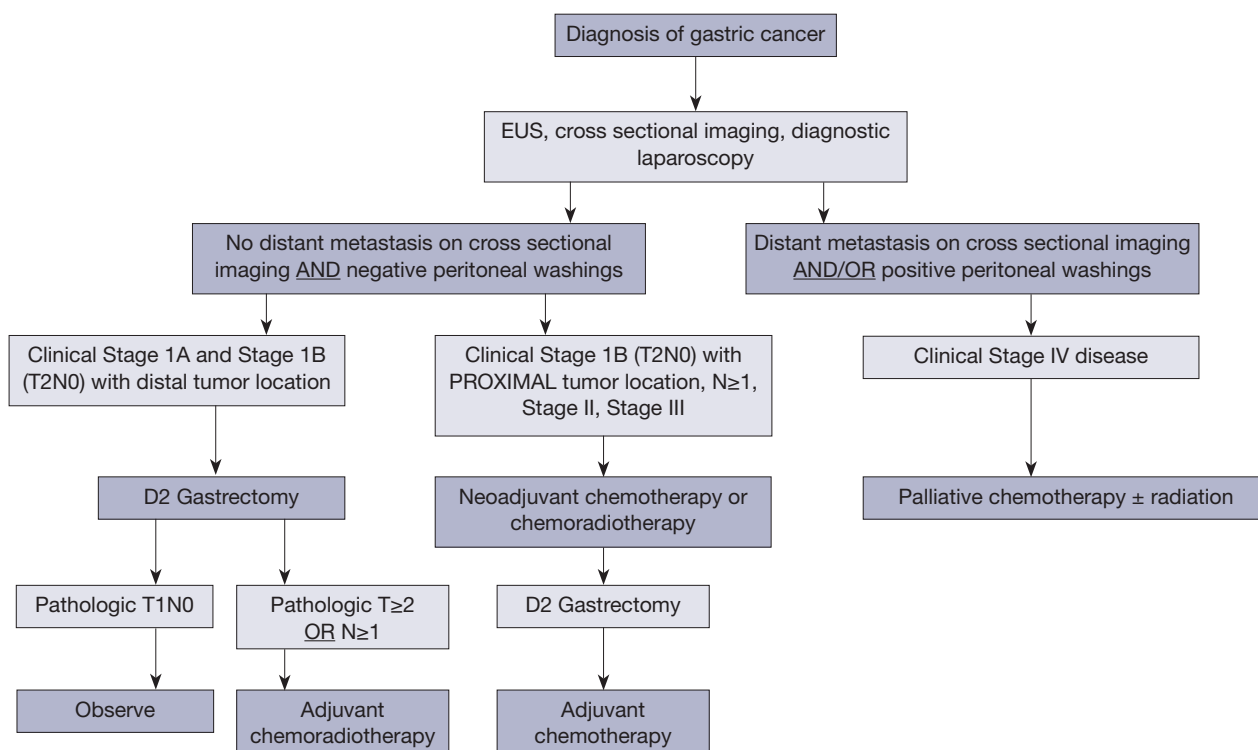 Diagnosis of gastric cancer
EUS, cross sectional imaging, diagnostic
laparoscopy
No distant metastasis on cross sectional
imaging AND negative peritoneal washings
Distant metastasis on cross sectional imaging
AND/OR positive peritoneal washings
Clinical Stage 1A and Stage 1B
(T2N0) with distal tumor location
Clinical Stage 1B (T2N0) with
PROXIMAL tumor location, N≥1,
Stage II, Stage III
Clinical Stage IV disease
D2 Gastrectomy
Neoadjuvant chemotherapy or
chemoradiotherapy
Palliative chemotherapy ± radiation
Pathologic T1N0
Pathologic T≥2
OR N≥1
D2 Gastrectomy
Observe
Adjuvant
chemoradiotherapy
Adjuvant
chemotherapy